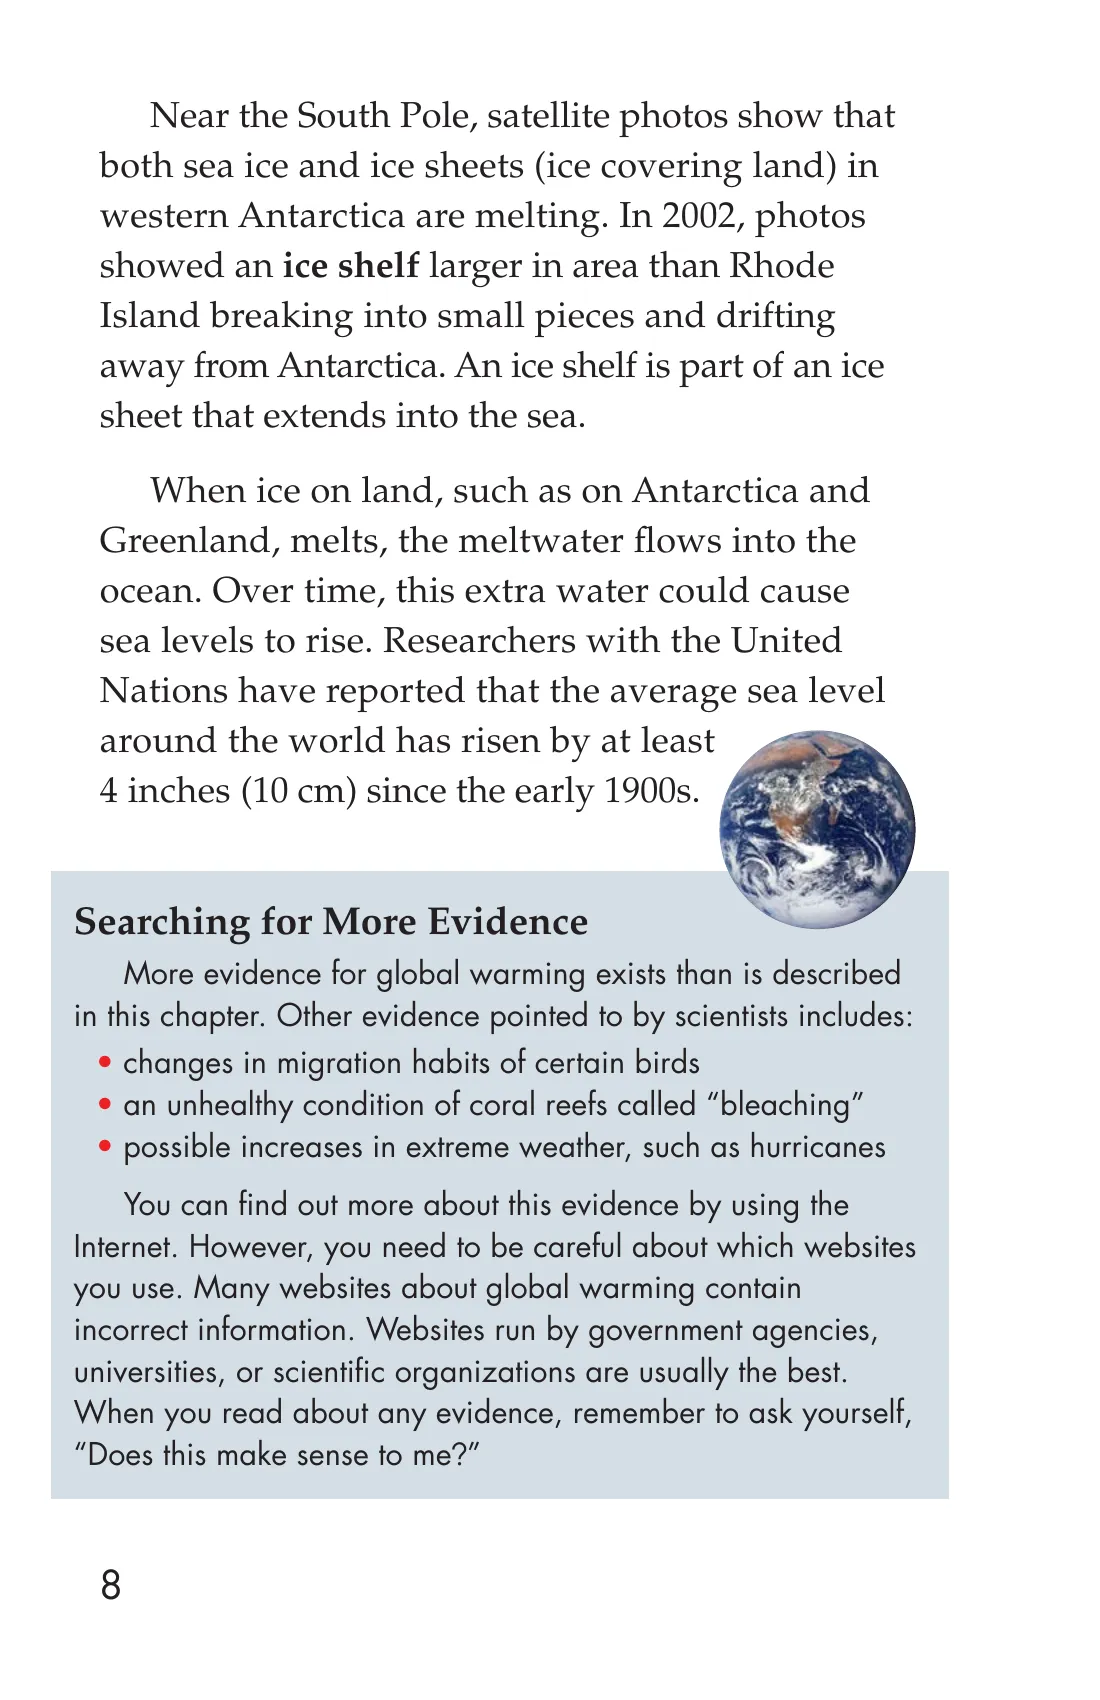 Near the South Pole, satellite photos show that
both sea ice and ice sheets (ice covering land) in
western Antarctica are melting. In 2002, photos
showed an ice shelf larger in area than Rhode
Island breaking into small pieces and drifting
away from Antarctica. An ice shelf is part of an ice
sheet that extends into the sea.
When ice on land, such as on Antarctica and
Greenland, melts, the meltwater flows into the
ocean. Over time, this extra water could cause
sea levels to rise. Researchers with the United
Nations have reported that the average sea level
around the world has risen by at least
4 inches (10 cm) since the early 1900s.
Searching for More Evidence
More evidence for global warming exists than is described
in this chapter. Other evidence pointed to by scientists includes:
• changes in migration habits of certain birds
• an unhealthy condition of coral reefs called “bleaching”
• possible increases in extreme weather, such as hurricanes
You can find out more about this evidence by using the
Internet. However, you need to be careful about which websites
you use. Many websites about global warming contain
incorrect information. Websites run by government agencies,
universities, or scientific organizations are usually the best.
When you read about any evidence, remember to ask yourself,
“Does this make sense to me?”
8